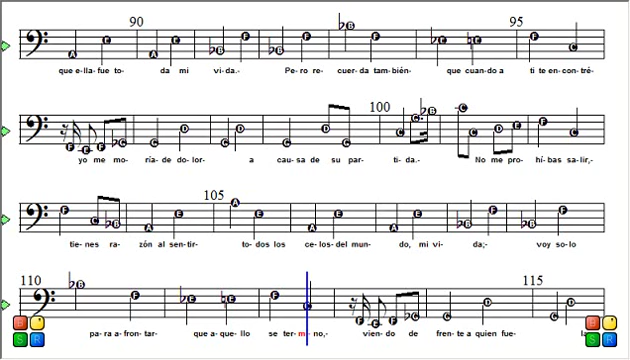 90 95
que e-lla-fue to- da mi vi-da.- Pe-ro re- cuer-da tam-bién- que cuan-do a ti te en-con-tré-
100
yo me mo- ría-de do-lor- a cau-sa de su par- ti-da.- No me pro- hí-bas sa-lir,-
105
tie-nes ra- zón al sen-tir- to-dos los ce-los-del mun- do, mi vi- da;- voy so-lo
110 115
pa-ra a-fron-tar- que a-que-llo se ter-mi-no,- vien-do de fren-te a quien fue- la
S R